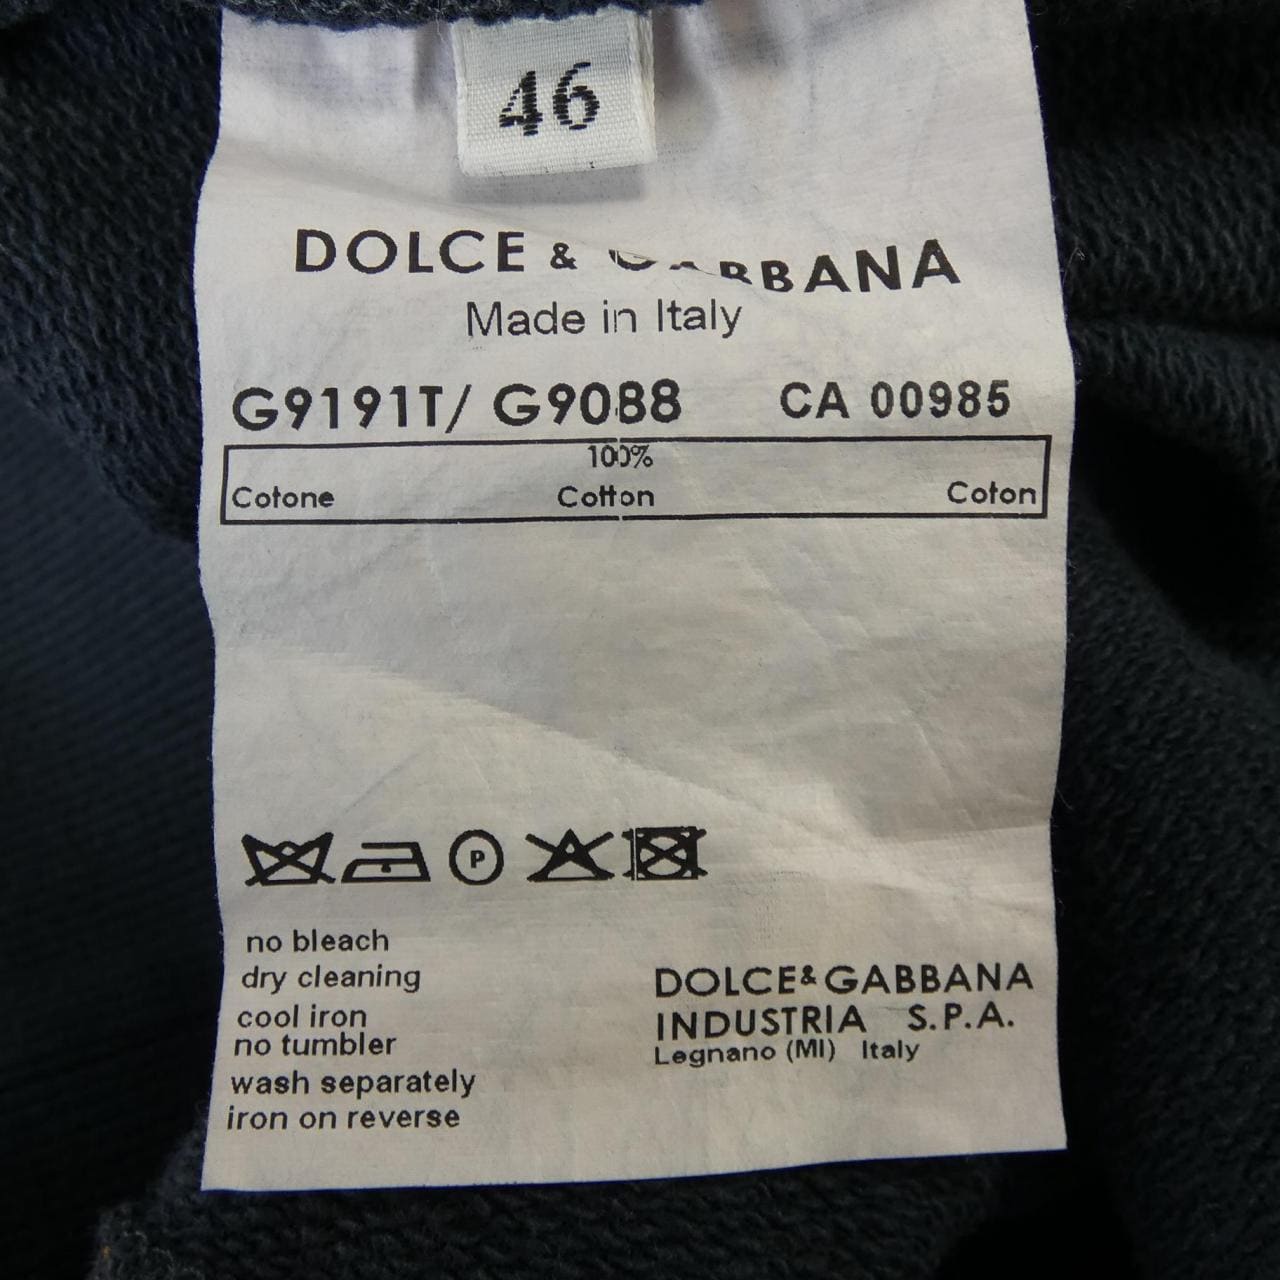 46
DOLCE & GABBANA
Made in Italy
G9191T/ G9088 CA 00985
100%
Cotone Cotton Coton
P
no bleach
dry cleaning
cool iron
no tumbler
wash separately
iron on reverse
DOLCE&GABBANA
INDUSTRIA S.P.A.
Legnano (MI) Italy